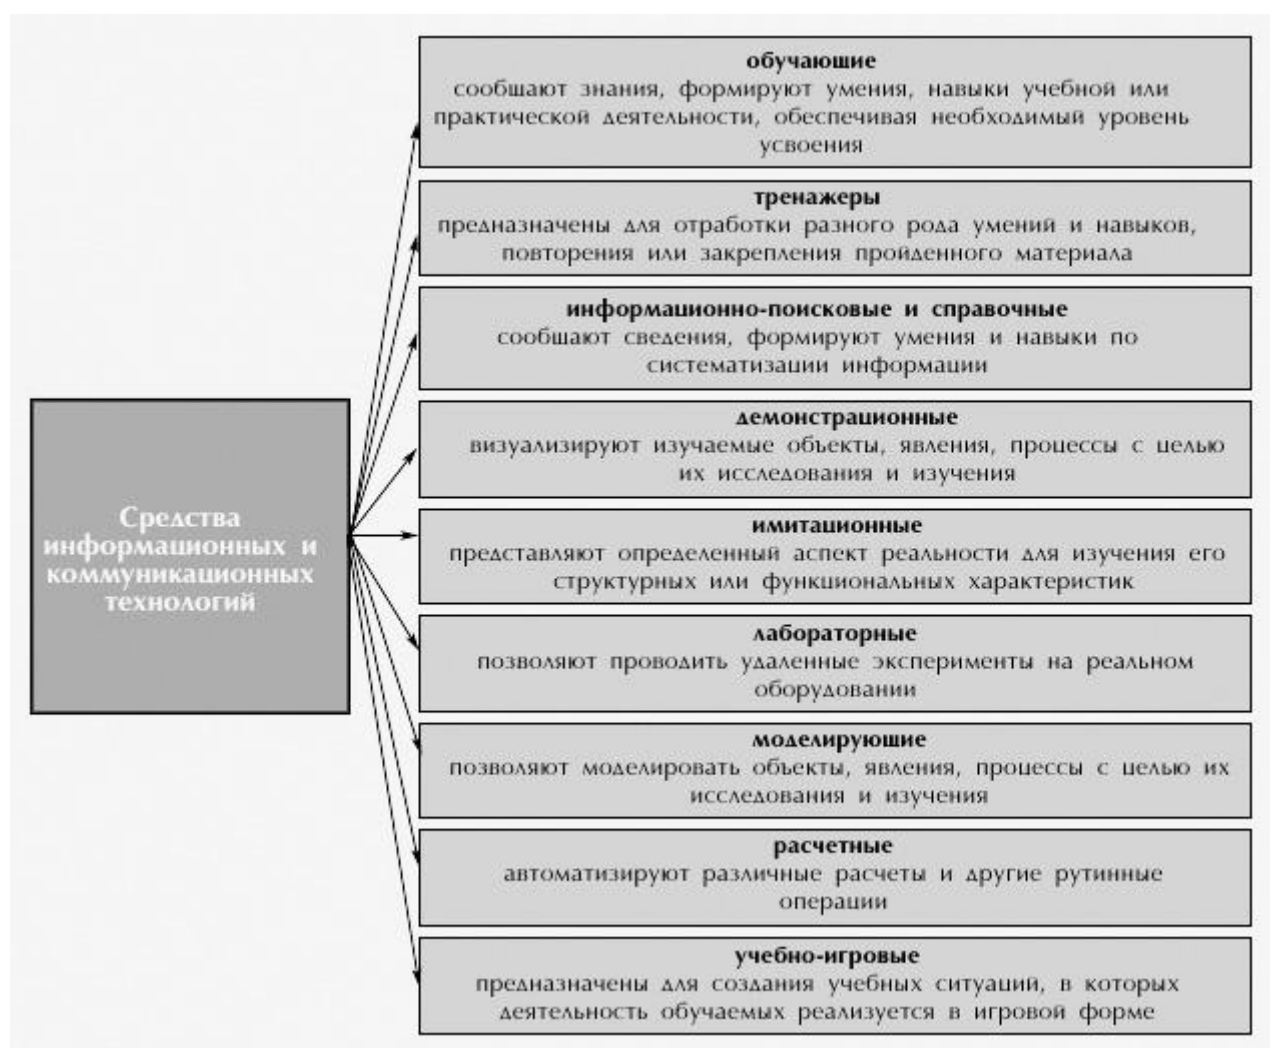 обучающие
сообщают знания, формируют умения, навыки учебной или
практической деятельности, обеспечивая необходимый уровень
усвоения
тренажеры
предназначены для отработки разного рода умений и навыков,
повторения или закрепления пройденного материала
информационно-поисковые и справочные
сообщают сведения, формируют умения и навыки по
систематизации информации
демонстрационные
визуализируют изучаемые объекты, явления, процессы с целью
их исследования и изучения
Средства
информационных и
коммуникационных
технологий
имитационные
представляют определенный аспект реальности для изучения его
структурных или функциональных характеристик
лабораторные
позволяют проводить удаленные эксперименты на реальном
оборудовании
моделирующие
позволяют моделировать объекты, явления, процессы с целью их
исследования и изучения
расчетные
автоматизируют различные расчеты и другие рутинные
операции
учебно-игровые
предназначены для создания учебных ситуаций, в которых
деятельность обучаемых реализуется в игровой форме